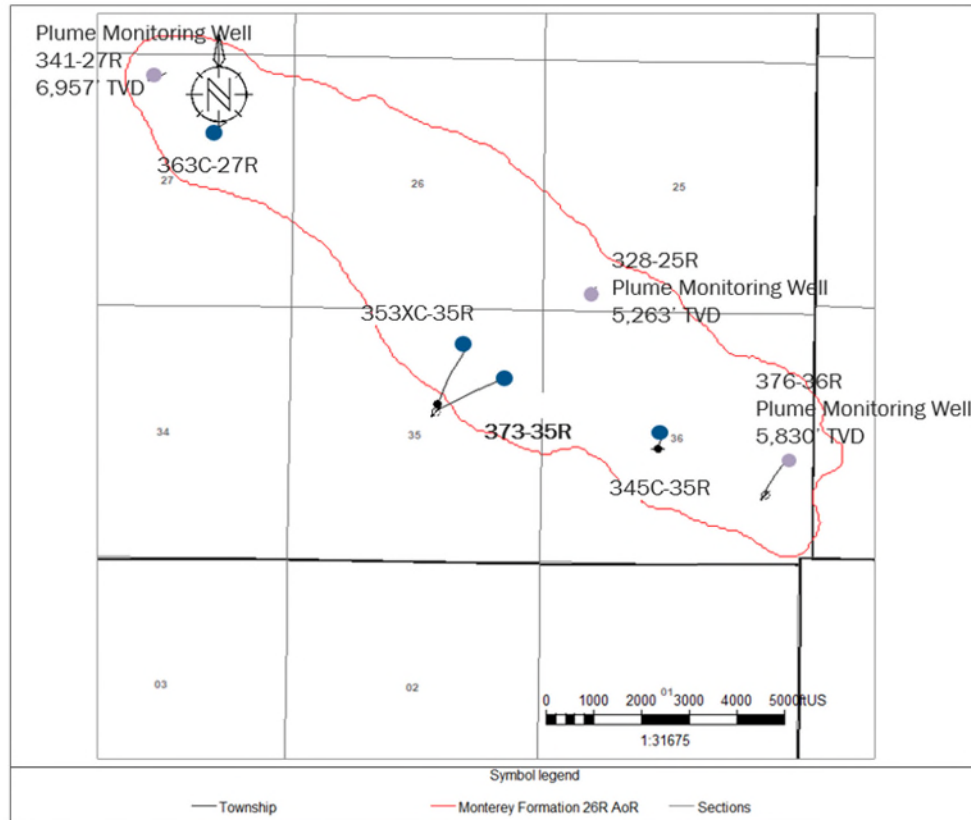 Plume Monitoring Well
341-27R
6,957' TVD
N
363C-27R
27
26
25
328-25R
Plume Monitoring Well
5,263' TVD
353XC-35R
376-36R
Plume Monitoring Well
5,830' TVD
34
35
373-35R
36
345C-35R
03
02
01
0 1000 2000 3000 4000 5000ftUS
1:31675
Symbol legend
Township Monterey Formation 26R AoR Sections